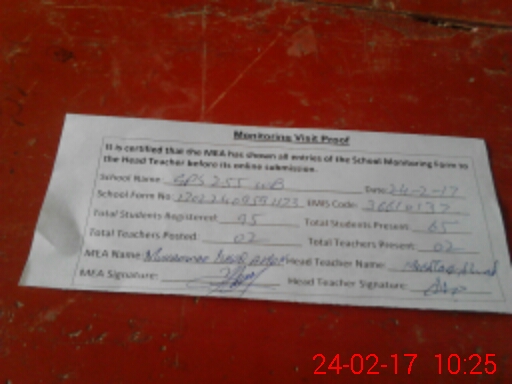 Monitoring Visit Proof
It is certified that the MEA has shown all entries of the School Monitoring Form to
the Head Teacher before its online submission.
School Name GPS 255 WB Date: 24-2-17
School Form No EMIS Code:
Total Students Registered: 95 Total Students Present: 65
Total Teachers Posted: 02 Total Teachers Present: 02
MEA Name: Head Teacher Name:
MEA Signature: Head Teacher Signature:
24-02-17 10:25